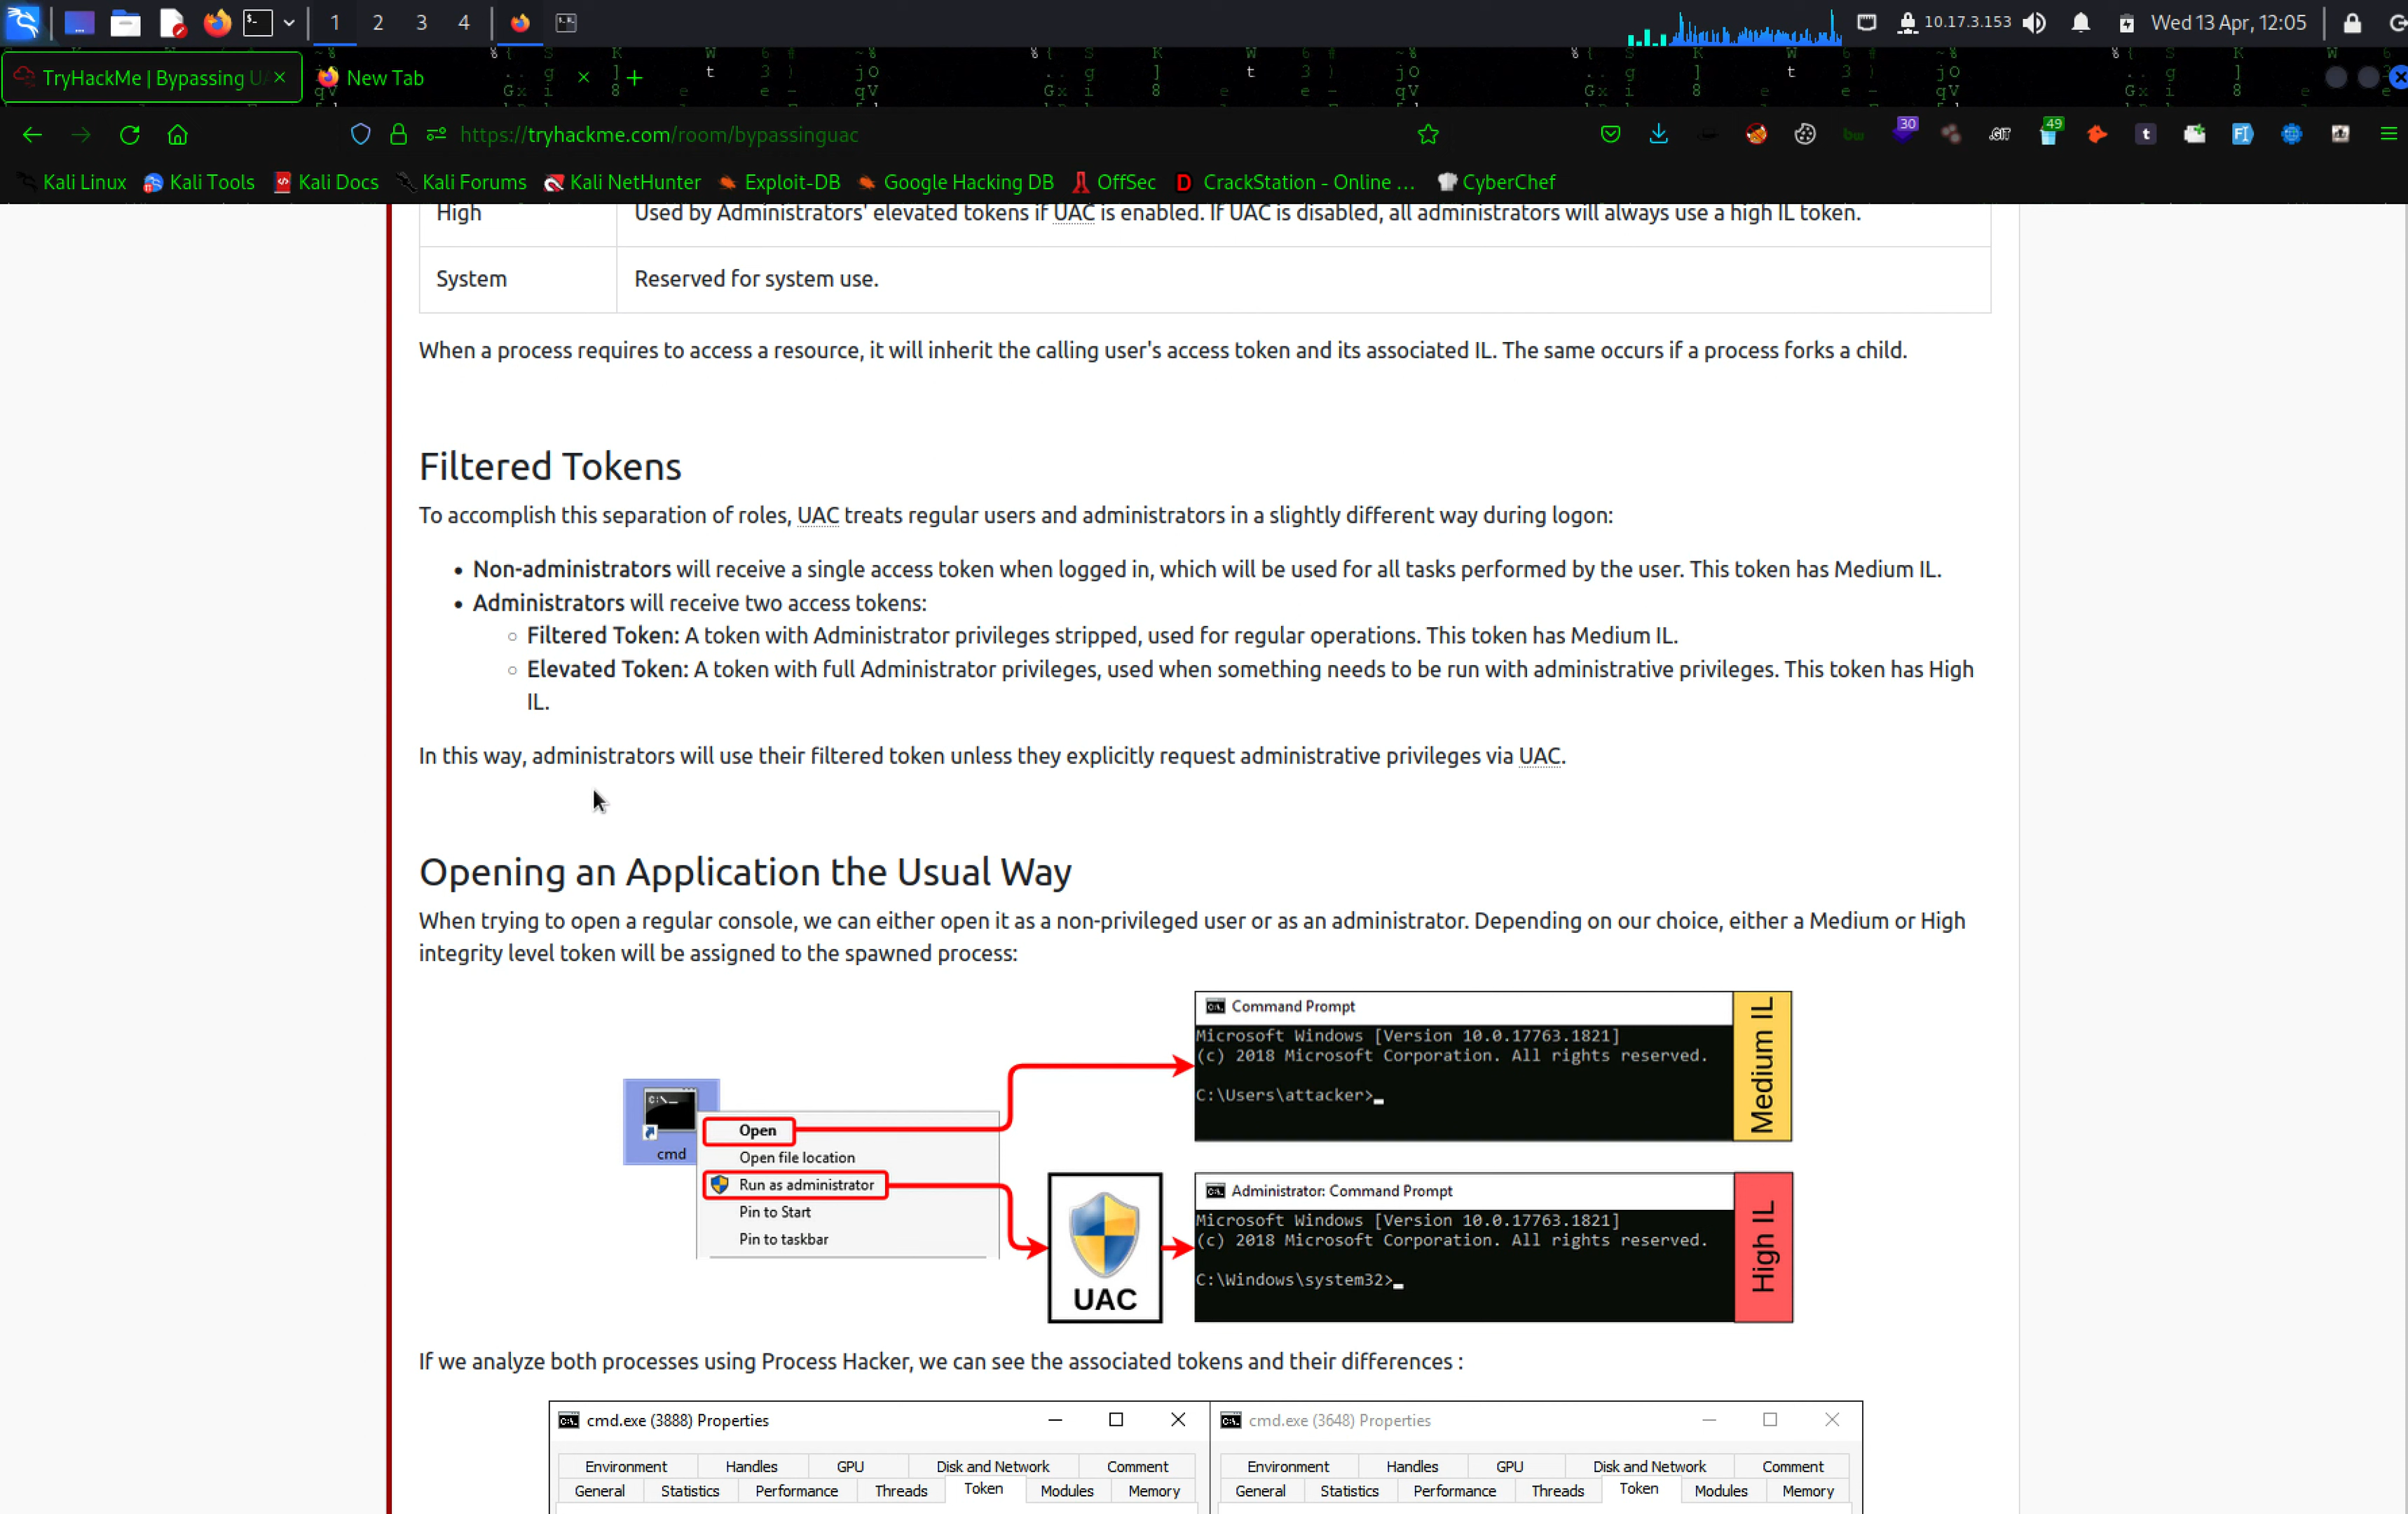 1 2 3 4 10.17.3.153 Wed 13 Apr, 12:05
TryHackMe | Bypassing U New Tab
https://tryhackme.com/room/bypassinguac 30 .GIT 49 t
Kali Linux Kali Tools Kali Docs Kali Forums Kali NetHunter Exploit-DB Google Hacking DB OffSec CrackStation - Online ... CyberChef
High Used by Administrators' elevated tokens if UAC is enabled. If UAC is disabled, all administrators will always use a high IL token.
System Reserved for system use.
When a process requires to access a resource, it will inherit the calling user's access token and its associated IL. The same occurs if a process forks a child.
Filtered Tokens
To accomplish this separation of roles, UAC treats regular users and administrators in a slightly different way during logon:
• Non-administrators will receive a single access token when logged in, which will be used for all tasks performed by the user. This token has Medium IL.
• Administrators will receive two access tokens:
○ Filtered Token: A token with Administrator privileges stripped, used for regular operations. This token has Medium IL.
○ Elevated Token: A token with full Administrator privileges, used when something needs to be run with administrative privileges. This token has High
IL.
In this way, administrators will use their filtered token unless they explicitly request administrative privileges via UAC.
Opening an Application the Usual Way
When trying to open a regular console, we can either open it as a non-privileged user or as an administrator. Depending on our choice, either a Medium or High
integrity level token will be assigned to the spawned process:
cmd
Open
Open file location
Run as administrator
Pin to Start
Pin to taskbar
UAC
Command Prompt
Microsoft Windows [Version 10.0.17763.1821]
(c) 2018 Microsoft Corporation. All rights reserved.
C:\Users\attacker>
Medium IL
Administrator: Command Prompt
Microsoft Windows [Version 10.0.17763.1821]
(c) 2018 Microsoft Corporation. All rights reserved.
C:\Windows\system32>
High IL
If we analyze both processes using Process Hacker, we can see the associated tokens and their differences :
cmd.exe (3888) Properties
Environment Handles GPU Disk and Network Comment
General Statistics Performance Threads Token Modules Memory
cmd.exe (3648) Properties
Environment Handles GPU Disk and Network Comment
General Statistics Performance Threads Token Modules Memory